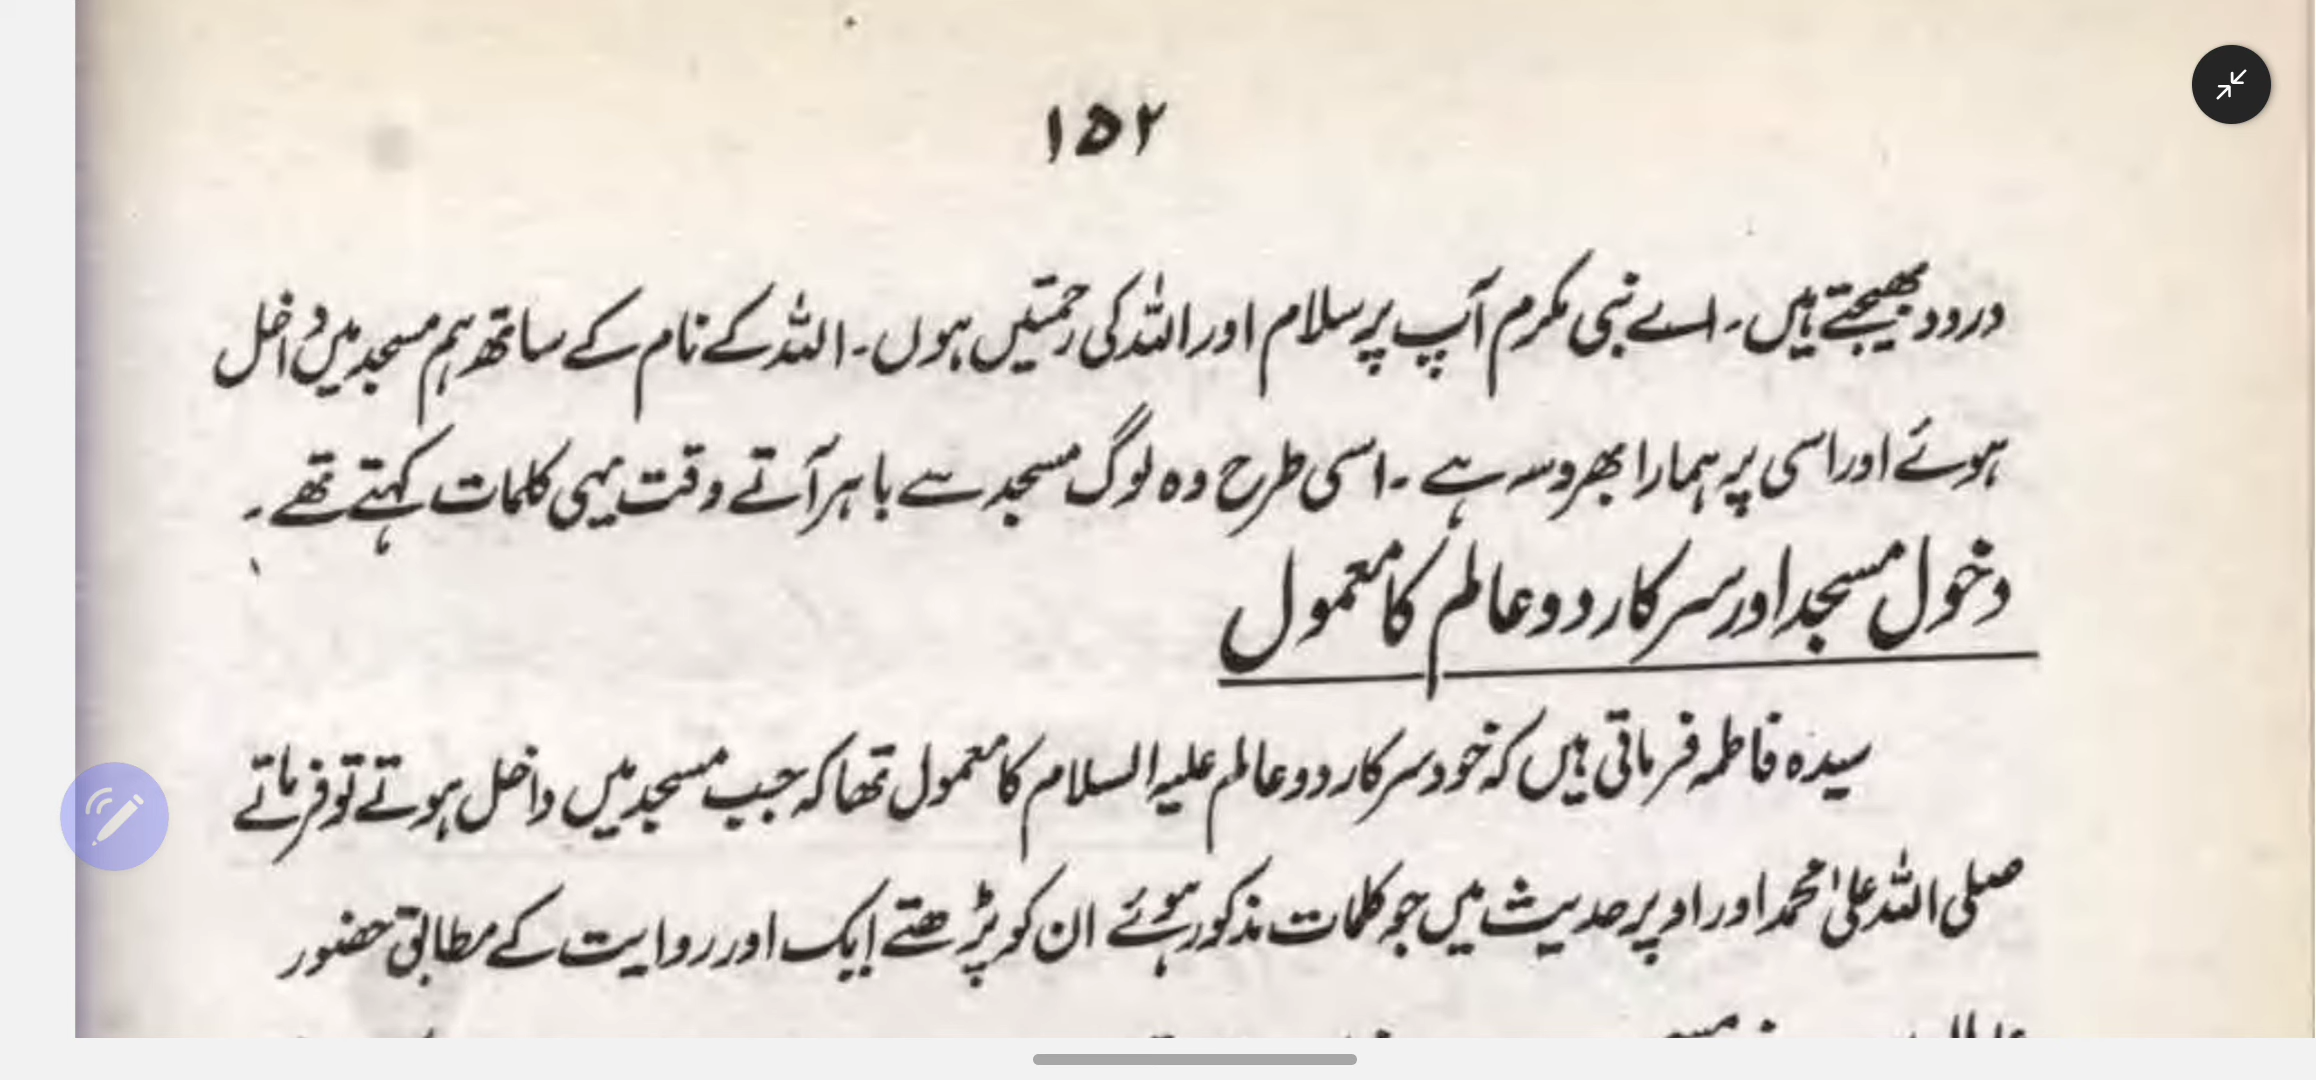 ۱۵۲
درود بھیجتے ہیں۔ اے نبی مکرم آپ پر سلام اور اللہ کی رحمتیں ہوں۔ اللہ کے نام کے ساتھ ہم مسجد میں داخل
ہوئے اور اسی پر ہمارا بھروسہ ہے۔ اسی طرح وہ لوگ مسجد سے باہر آتے وقت یہی کلمات کہتے تھے۔
دخول مسجد اور سرکار دو عالم کا معمول
سیدہ فاطمہ فرماتی ہیں کہ خود سرکار دو عالم علیہ السلام کا معمول تھا کہ جب مسجد میں داخل ہوتے تو فرماتے
صلی اللہ علیٰ محمد اور اوپر حدیث میں جو کلمات مذکور ہوئے ان کو پڑھتے ایک اور روایت کے مطابق حضور